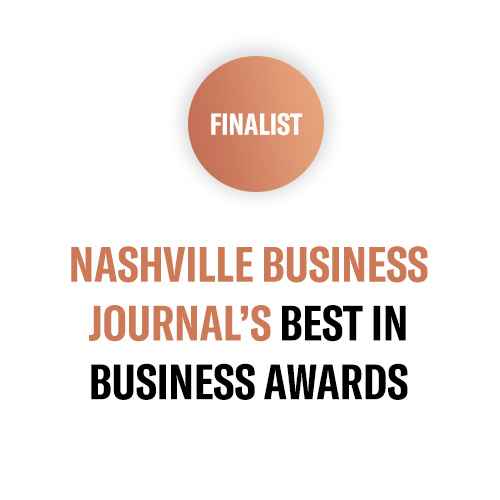 FINALIST
NASHVILLE BUSINESS
JOURNAL’S BEST IN
BUSINESS AWARDS